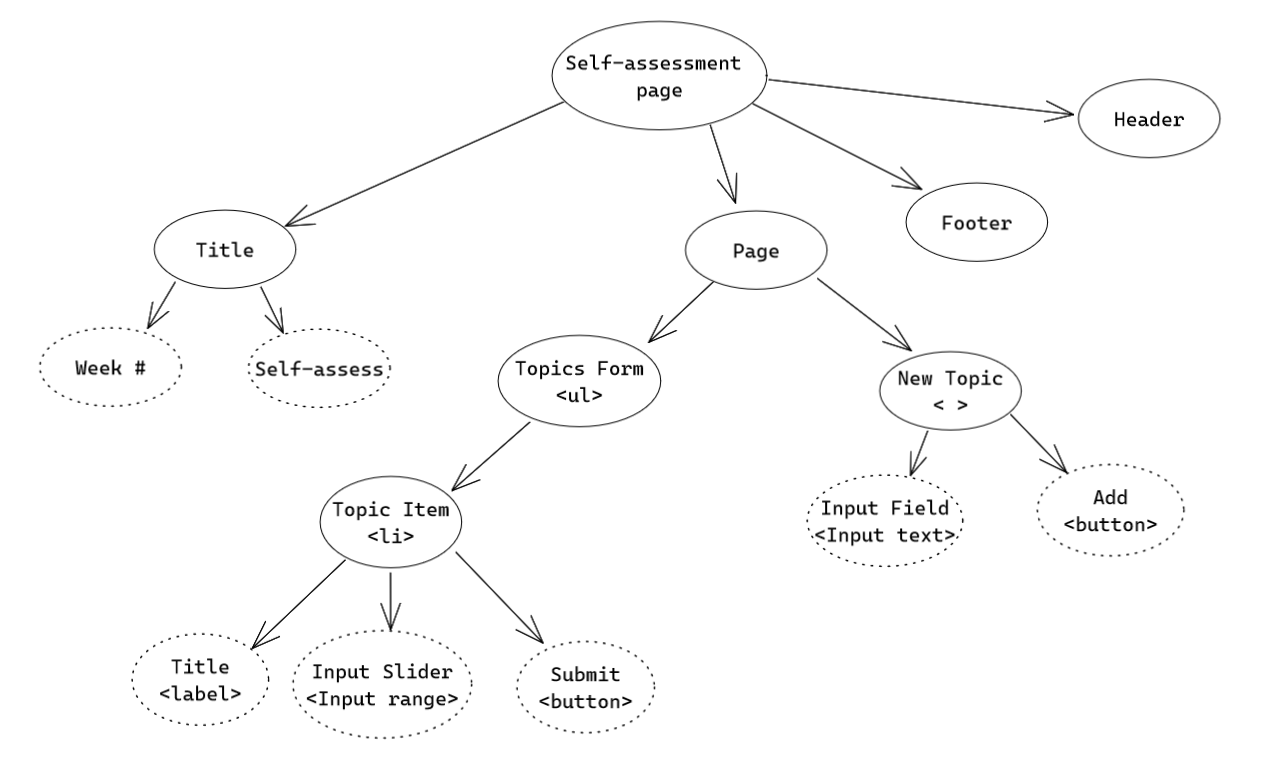 Self-assessment
page
Header
Title
Page
Footer
Week #
Self-assess
Topics Form
<ul>
New Topic
< >
Topic Item
<li>
Input Field
<Input text>
Add
<button>
Title
<label>
Input Slider
<Input range>
Submit
<button>